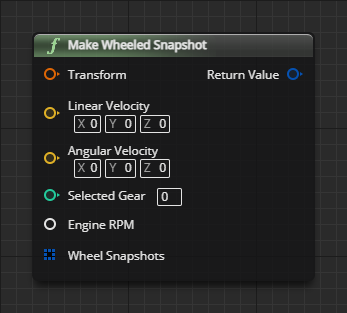 f Make Wheeled Snapshot
Transform Return Value
Linear Velocity
X 0 Y 0 Z 0
Angular Velocity
X 0 Y 0 Z 0
Selected Gear 0
Engine RPM
Wheel Snapshots